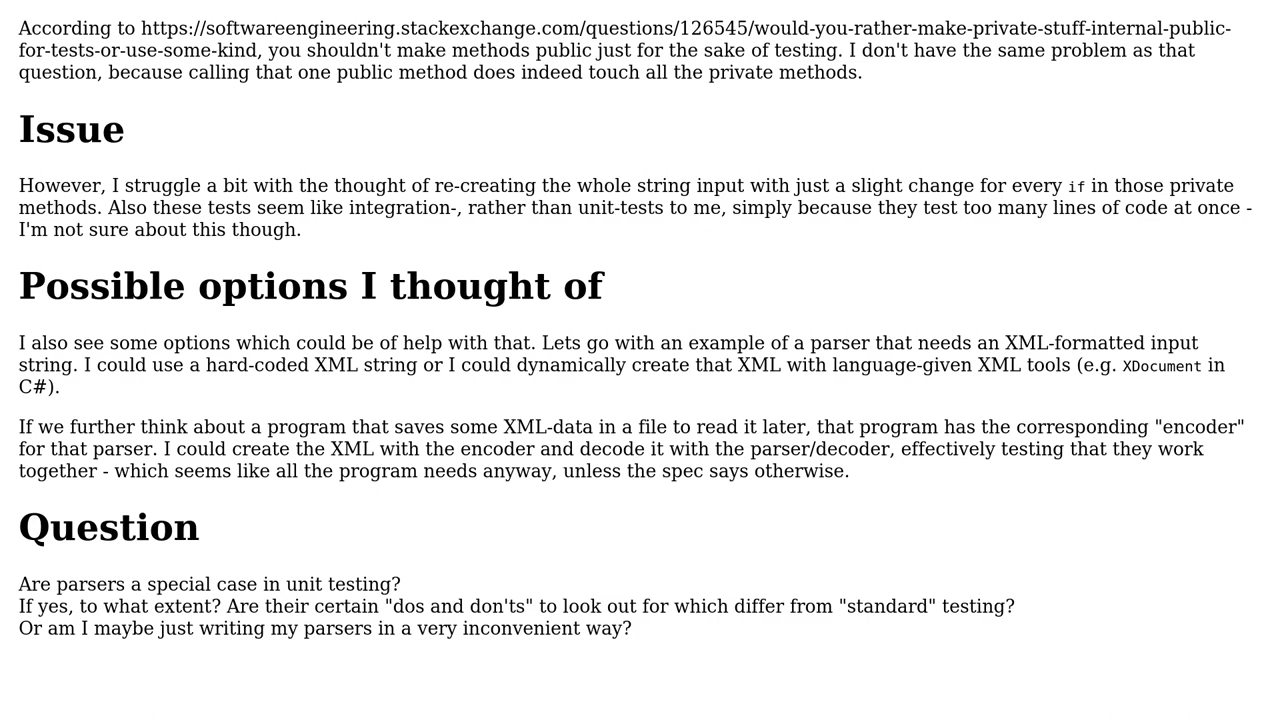 According to https://softwareengineering.stackexchange.com/questions/126545/would-you-rather-make-private-stuff-internal-public-
for-tests-or-use-some-kind, you shouldn't make methods public just for the sake of testing. I don't have the same problem as that
question, because calling that one public method does indeed touch all the private methods.
Issue
However, I struggle a bit with the thought of re-creating the whole string input with just a slight change for every if in those private
methods. Also these tests seem like integration-, rather than unit-tests to me, simply because they test too many lines of code at once -
I'm not sure about this though.
Possible options I thought of
I also see some options which could be of help with that. Lets go with an example of a parser that needs an XML-formatted input
string. I could use a hard-coded XML string or I could dynamically create that XML with language-given XML tools (e.g. XDocument in
C#).
If we further think about a program that saves some XML-data in a file to read it later, that program has the corresponding "encoder"
for that parser. I could create the XML with the encoder and decode it with the parser/decoder, effectively testing that they work
together - which seems like all the program needs anyway, unless the spec says otherwise.
Question
Are parsers a special case in unit testing?
If yes, to what extent? Are their certain "dos and don'ts" to look out for which differ from "standard" testing?
Or am I maybe just writing my parsers in a very inconvenient way?